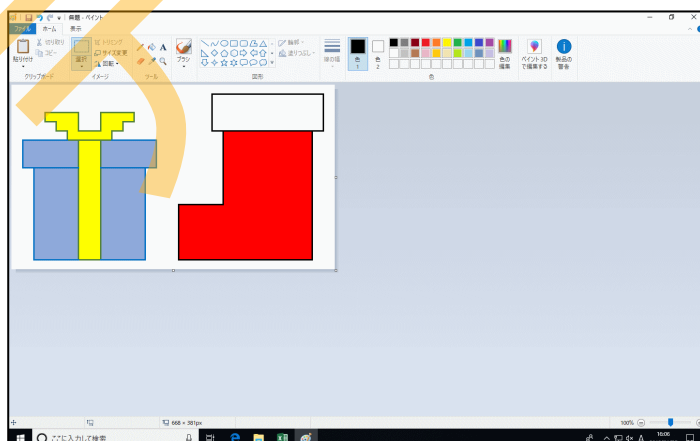 無題 - ペイント
ファイル ホーム 表示
貼り付け
切り取り
コピー
クリップボード
選択
トリミング
サイズ変更
回転
イメージ
A
ツール
ブラシ
輪郭
塗りつぶし
図形
線の幅
色
1
色
2
色の
編集
色
ペイント 3D
で編集する
製品の
警告
668 × 381px
100%
ここに入力して検索
A
16:06